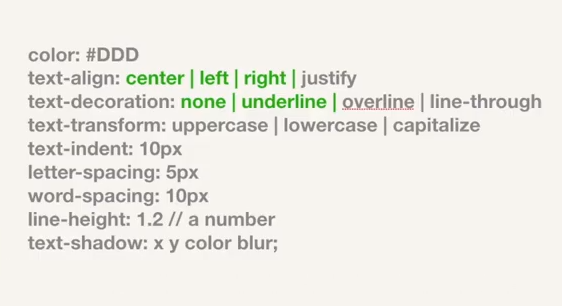 color: #DDD
text-align: center | left | right | justify
text-decoration: none | underline | overline | line-through
text-transform: uppercase | lowercase | capitalize
text-indent: 10px
letter-spacing: 5px
word-spacing: 10px
line-height: 1.2 // a number
text-shadow: x y color blur;